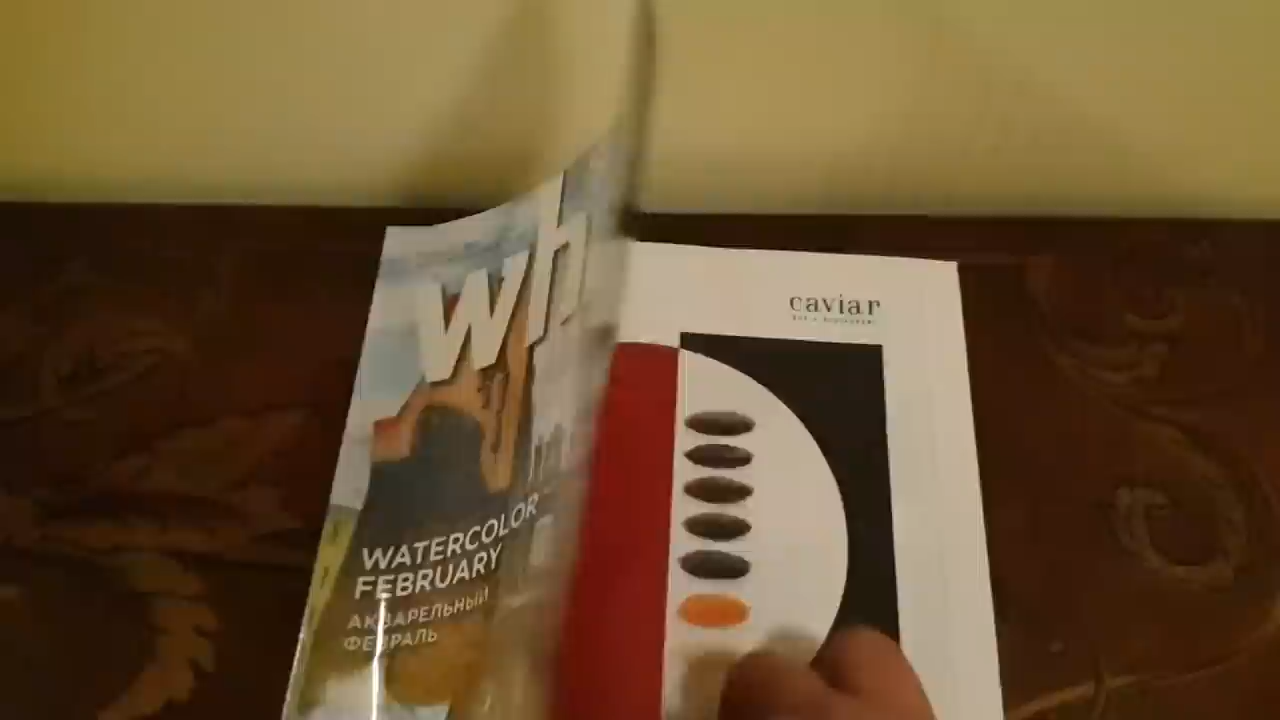 wh
WATERCOLOR
FEBRUARY
АКВАРЕЛЬНЫЙ
ФЕВРАЛЬ
caviar